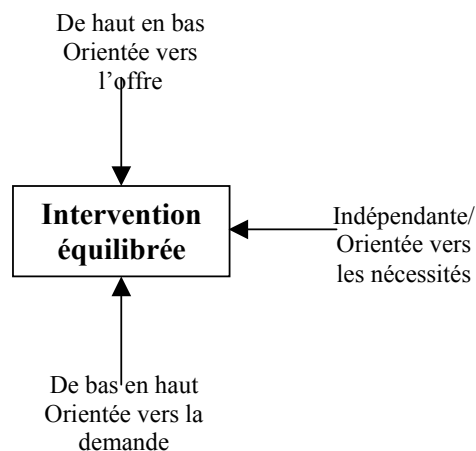 De haut en bas
Orientée vers
l’offre
Intervention
équilibrée
Indépendante/
Orientée vers
les nécessités
De bas en haut
Orientée vers la
demande